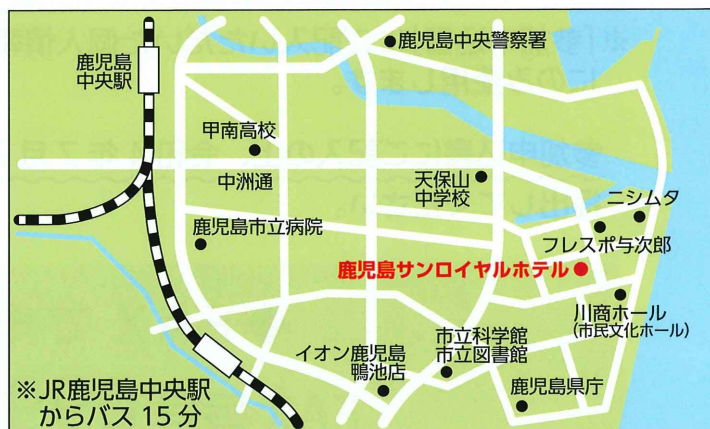 鹿児島中央警察署
鹿児島
中央駅
甲南高校
中洲通
天保山
中学校
ニシムタ
鹿児島市立病院
フレスポ与次郎
鹿児島サンロイヤルホテル
川商ホール
(市民文化ホール)
市立科学館
市立図書館
イオン鹿児島
鴨池店
鹿児島県庁
※JR鹿児島中央駅
からバス15分